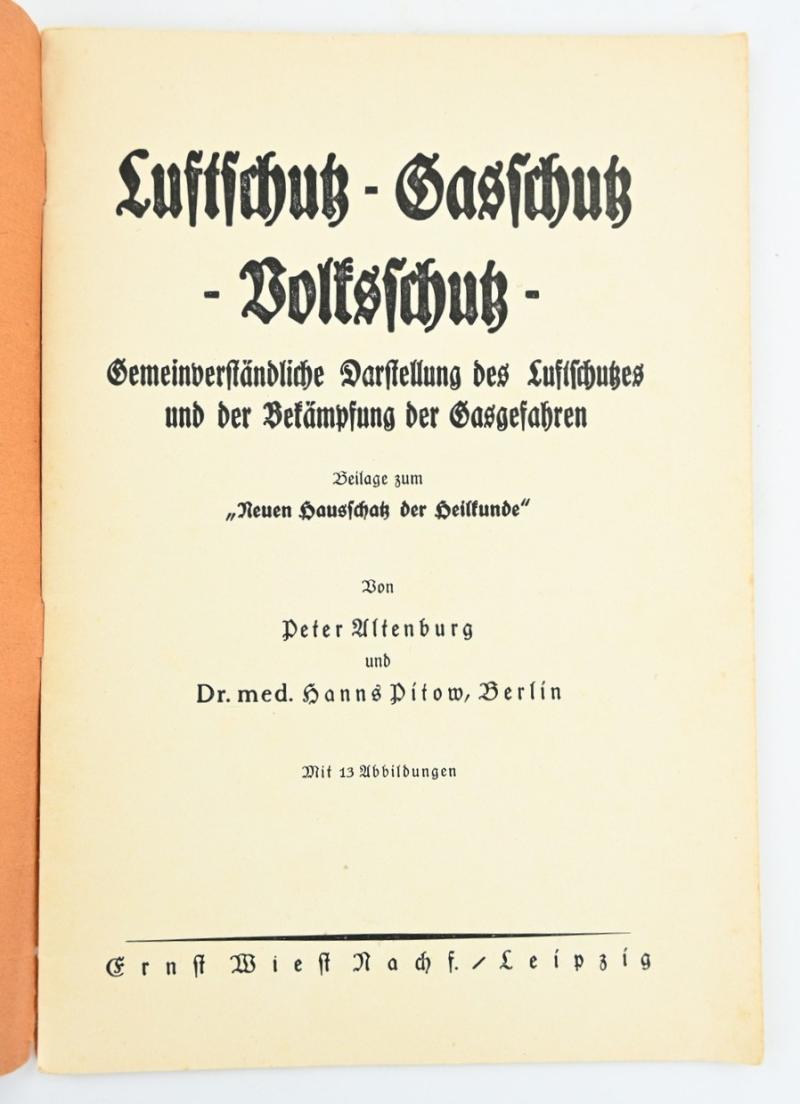 Luftschutz - Gasschutz
- Volksschutz -
Gemeinverständliche Darstellung des Luftschutzes
und der Bekämpfung der Gasgefahren
Beilage zum
„Neuen Hausschatz der Heilkunde“
Von
Peter Altenburg
und
Dr. med. Hanns Pitow, Berlin
Mit 13 Abbildungen
Ernst Wiest Nachf. / Leipzig